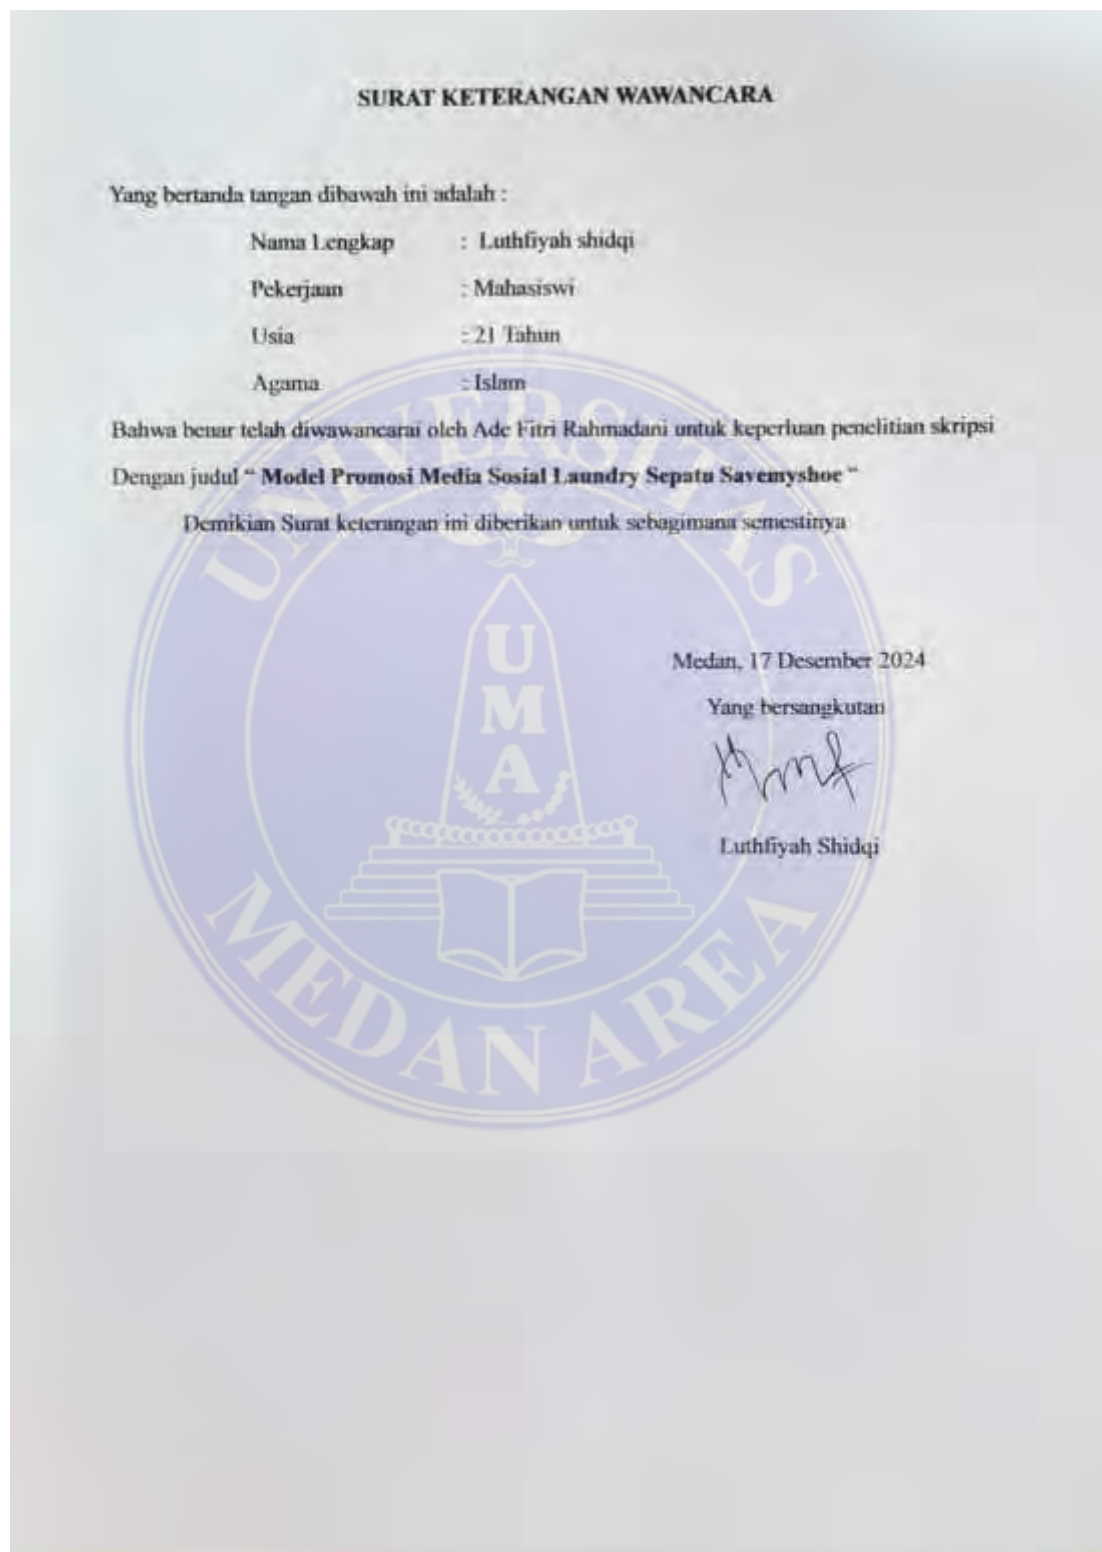 SURAT KETERANGAN WAWANCARA
Yang bertanda tangan dibawah ini adalah :
Nama Lengkap : Luthfiyah shidqi
Pekerjaan : Mahasiswi
Usia : 21 Tahun
Agama : Islam
Bahwa benar telah diwawancarai oleh Ade Fitri Rahmadani untuk keperluan penelitian skripsi
Dengan judul “ Model Promosi Media Sosial Laundry Sepatu Savemyshoe “
Demikian Surat keterangan ini diberikan untuk sebagimana semestinya
Medan, 17 Desember 2024
Yang bersangkutan
Luthfiyah Shidqi
UNIVERSITAS
U
M
A
MEDAN AREA